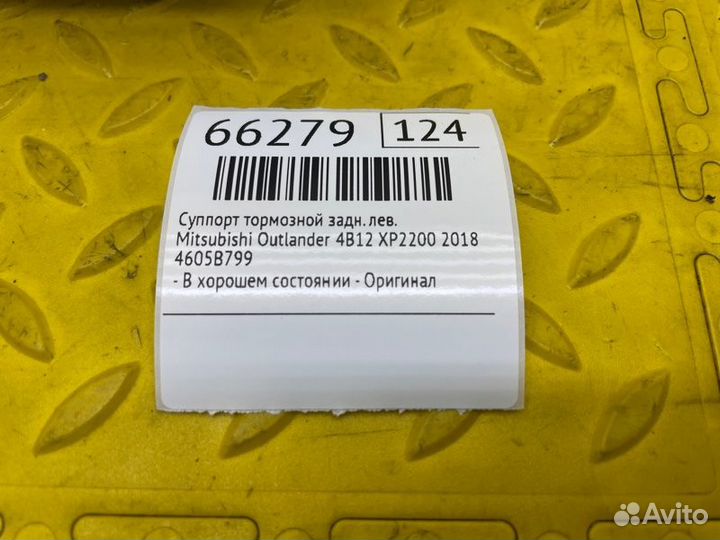 66279 124
Суппорт тормозной задн.лев.
Mitsubishi Outlander 4B12 XP2200 2018
4605B799
- В хорошем состоянии - Оригинал
Avito